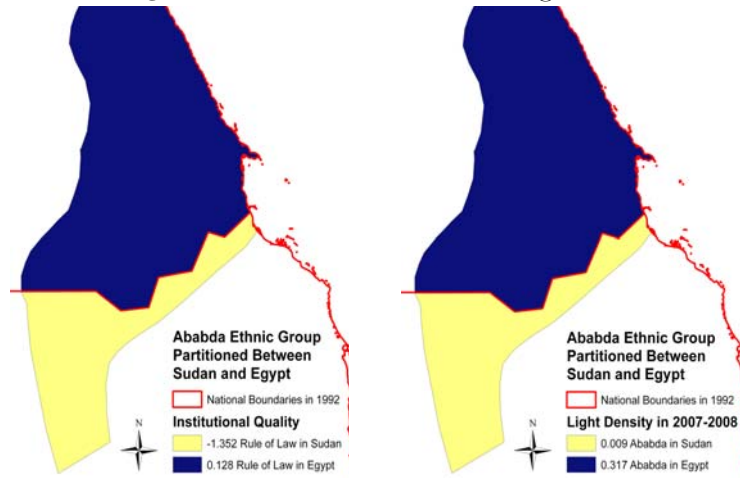 Ababda Ethnic Group
Partitioned Between
Sudan and Egypt
National Boundaries in 1992
Institutional Quality
-1.352 Rule of Law in Sudan
0.128 Rule of Law in Egypt
N
Ababda Ethnic Group
Partitioned Between
Sudan and Egypt
National Boundaries in 1992
Light Density in 2007-2008
0.009 Ababda in Sudan
0.317 Ababda in Egypt
N